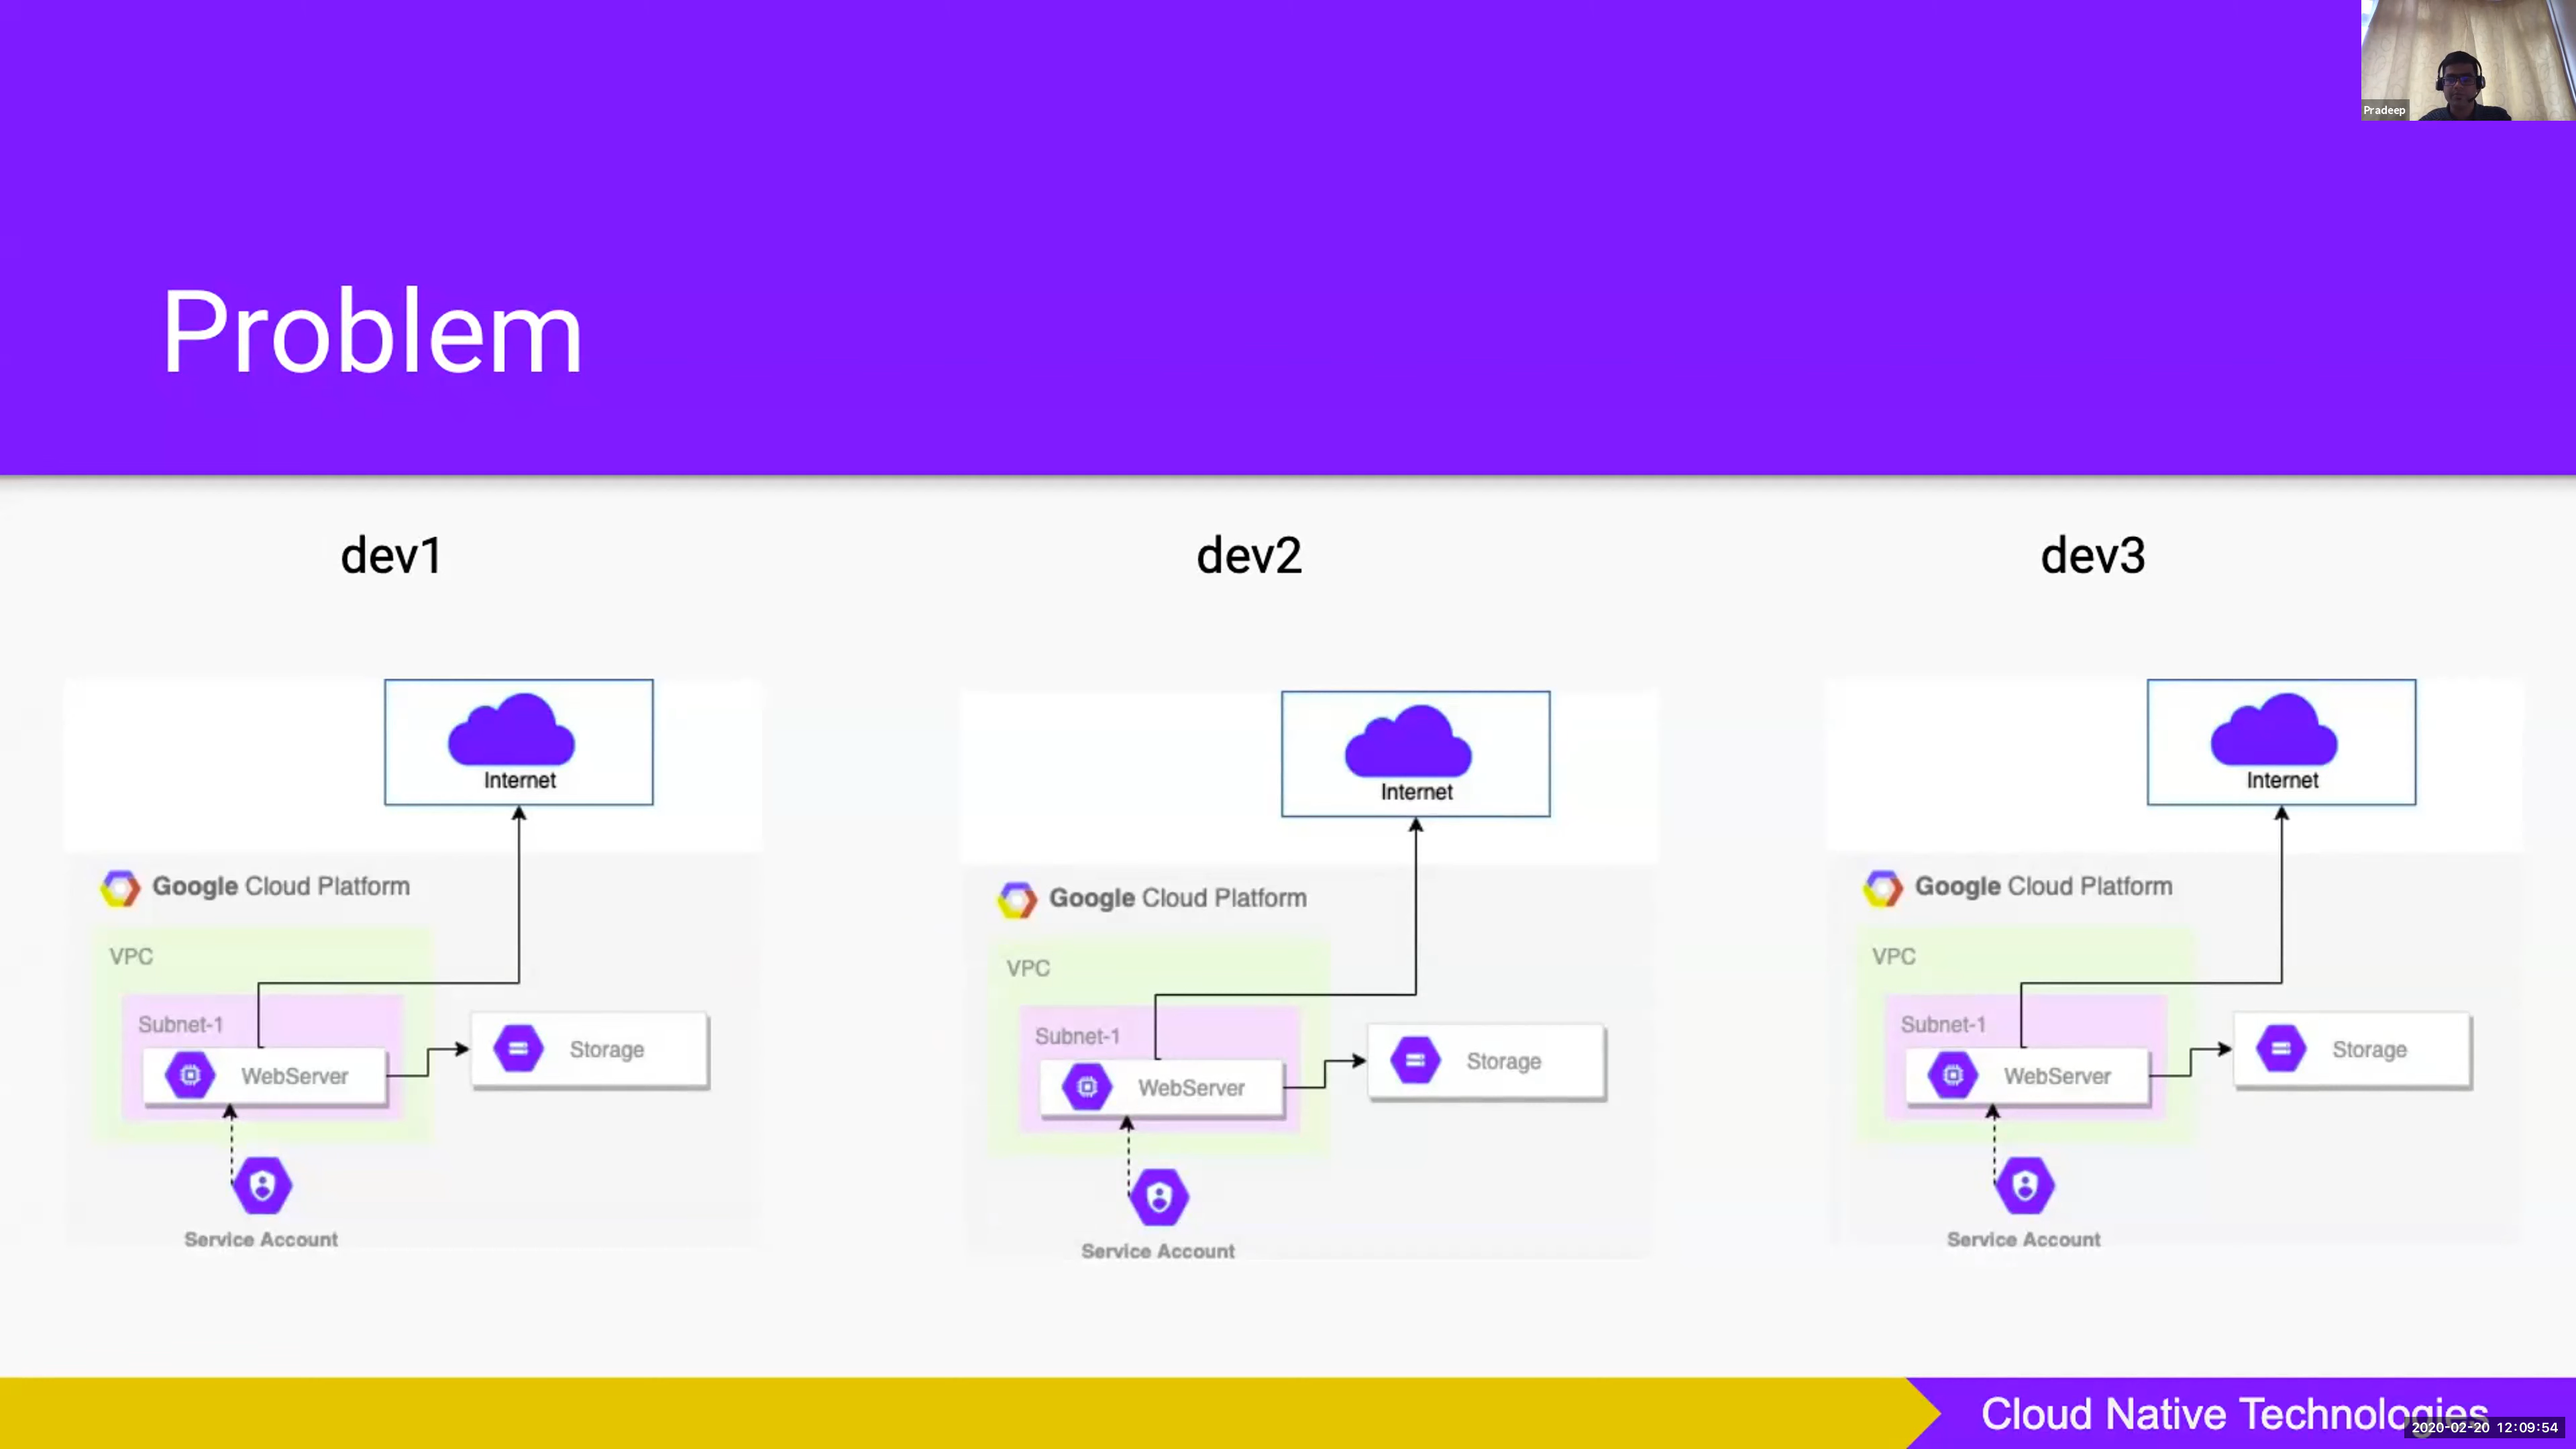 Pradeep
Problem
dev1
dev2
dev3
Internet
Google Cloud Platform
VPC
Subnet-1
WebServer
Storage
Service Account
Internet
Google Cloud Platform
VPC
Subnet-1
WebServer
Storage
Service Account
Internet
Google Cloud Platform
VPC
Subnet-1
WebServer
Storage
Service Account
Cloud Native Technologies
2020-02-20 12:09:54